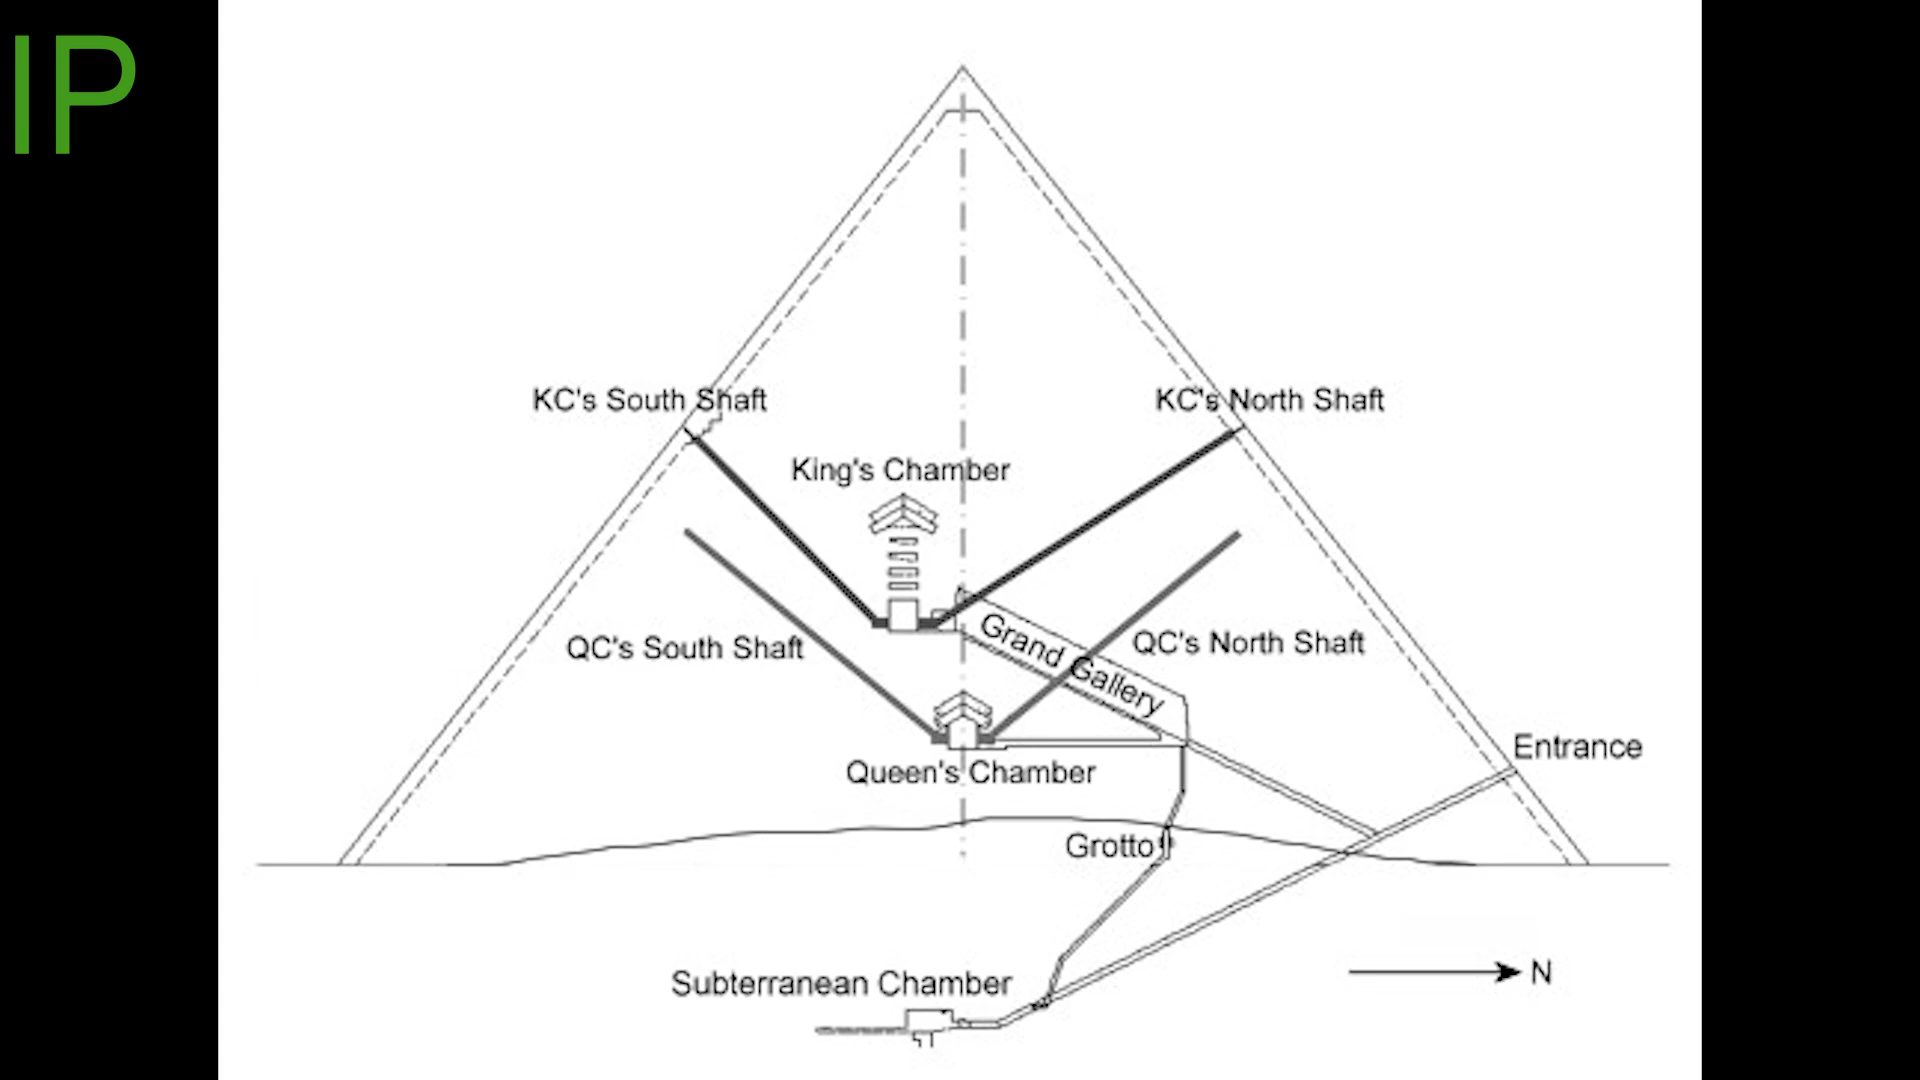 IP
KC's South Shaft
KC's North Shaft
King's Chamber
Grand Gallery
QC's South Shaft
QC's North Shaft
Entrance
Queen's Chamber
Grotto
N
Subterranean Chamber